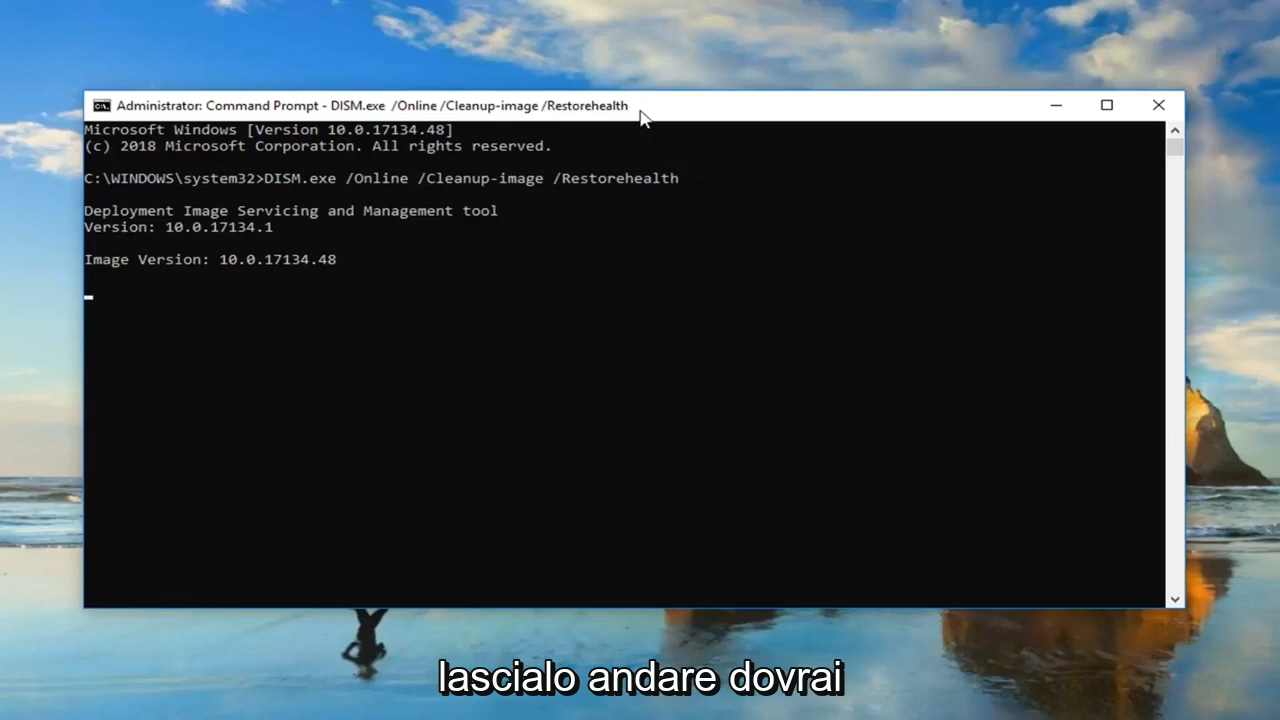 Administrator: Command Prompt - DISM.exe /Online /Cleanup-image /Restorehealth
Microsoft Windows [Version 10.0.17134.48]
(c) 2018 Microsoft Corporation. All rights reserved.
C:\WINDOWS\system32>DISM.exe /Online /Cleanup-image /Restorehealth
Deployment Image Servicing and Management tool
Version: 10.0.17134.1
Image Version: 10.0.17134.48
lascialo andare dovrai